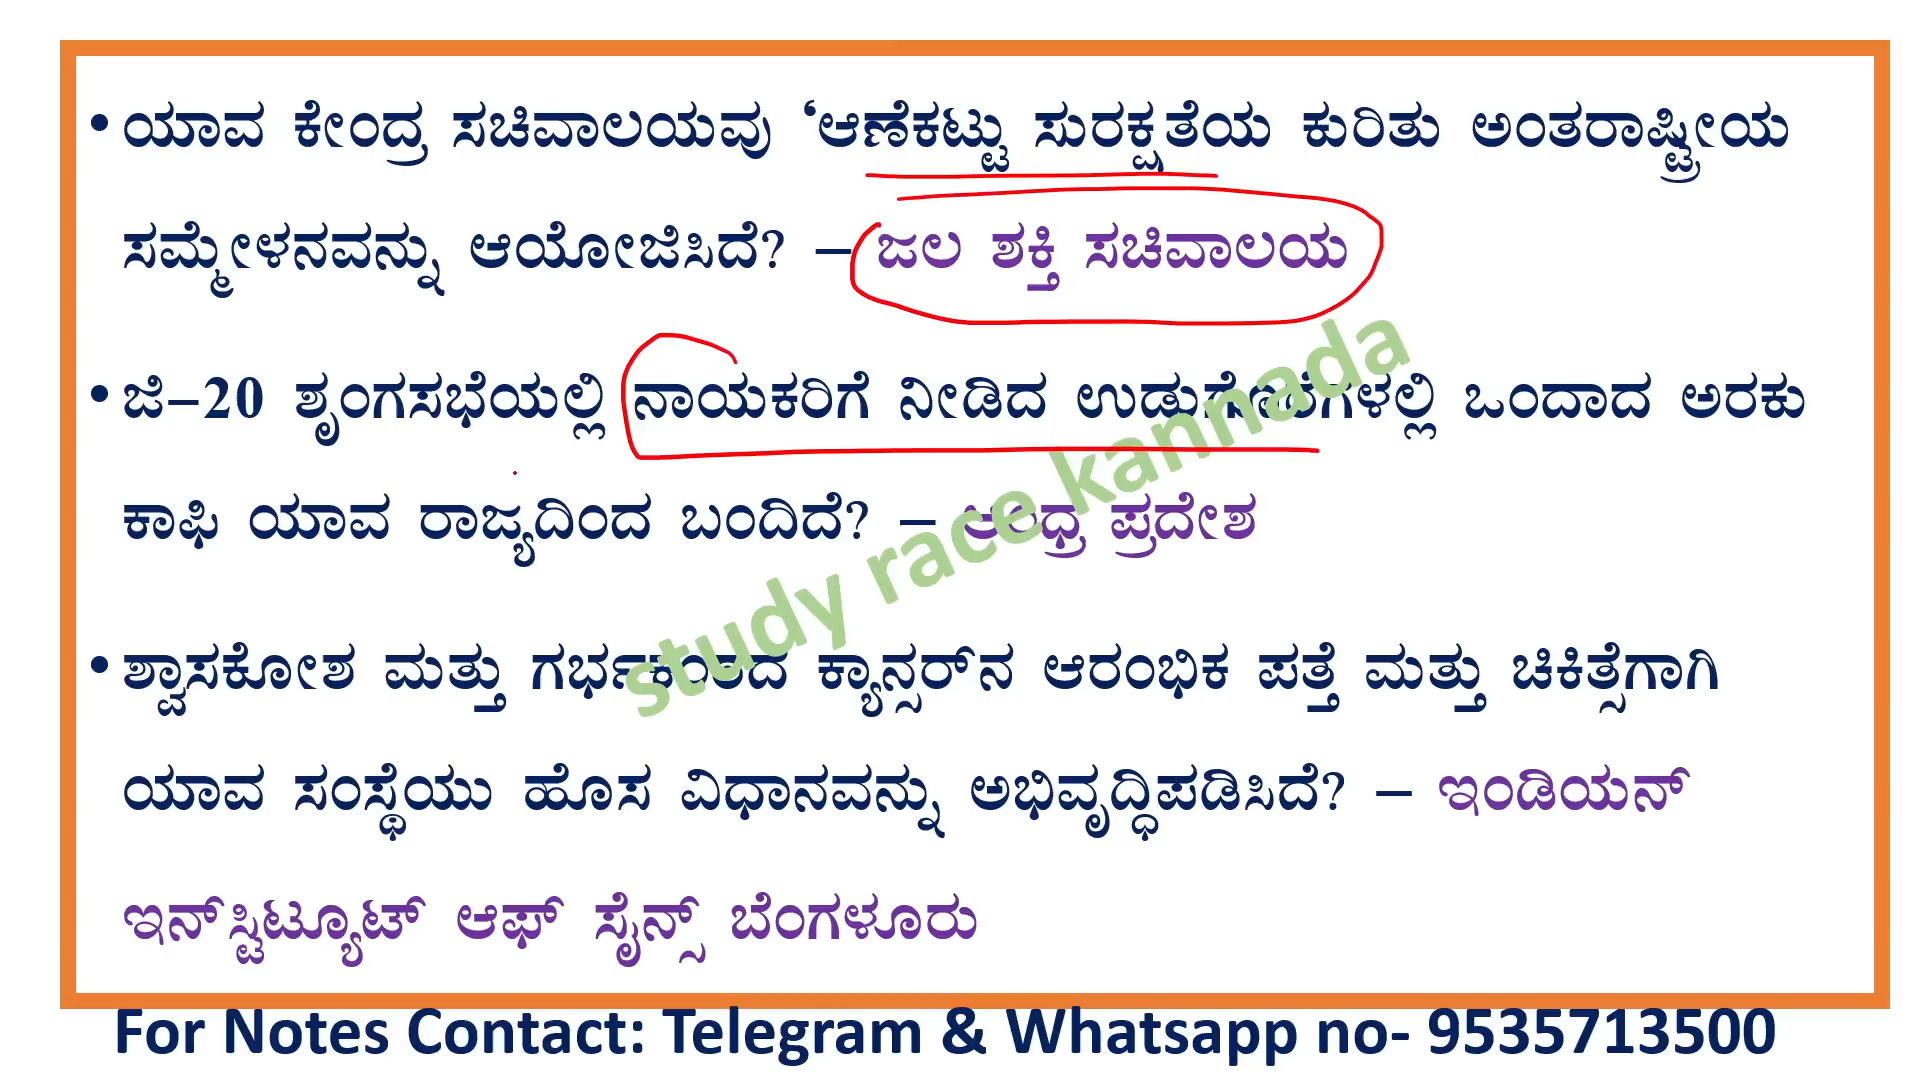 • ಯಾವ ಕೇಂದ್ರ ಸಚಿವಾಲಯವು ‘ಆಣೆಕಟ್ಟು ಸುರಕ್ಷತೆಯ ಕುರಿತು ಅಂತರಾಷ್ಟ್ರೀಯ
ಸಮ್ಮೇಳನವನ್ನು ಆಯೋಜಿಸಿದೆ? – ಜಲ ಶಕ್ತಿ ಸಚಿವಾಲಯ
• ಜಿ–20 ಶೃಂಗಸಭೆಯಲ್ಲಿ ನಾಯಕರಿಗೆ ನೀಡಿದ ಉಡುಗೊರೆಗಳಲ್ಲಿ ಒಂದಾದ ಅರಕು
ಕಾಫಿ ಯಾವ ರಾಜ್ಯದಿಂದ ಬಂದಿದೆ? – ಆಂಧ್ರ ಪ್ರದೇಶ
• ಶ್ವಾಸಕೋಶ ಮತ್ತು ಗರ್ಭಕಂಠದ ಕ್ಯಾನ್ಸರ್‌ನ ಆರಂಭಿಕ ಪತ್ತೆ ಮತ್ತು ಚಿಕಿತ್ಸೆಗಾಗಿ
ಯಾವ ಸಂಸ್ಥೆಯು ಹೊಸ ವಿಧಾನವನ್ನು ಅಭಿವೃದ್ಧಿಪಡಿಸಿದೆ? – ಇಂಡಿಯನ್
ಇನ್‌ಸ್ಟಿಟ್ಯೂಟ್ ಆಫ್ ಸೈನ್ಸ್ ಬೆಂಗಳೂರು
study race kannada
For Notes Contact: Telegram & Whatsapp no- 9535713500